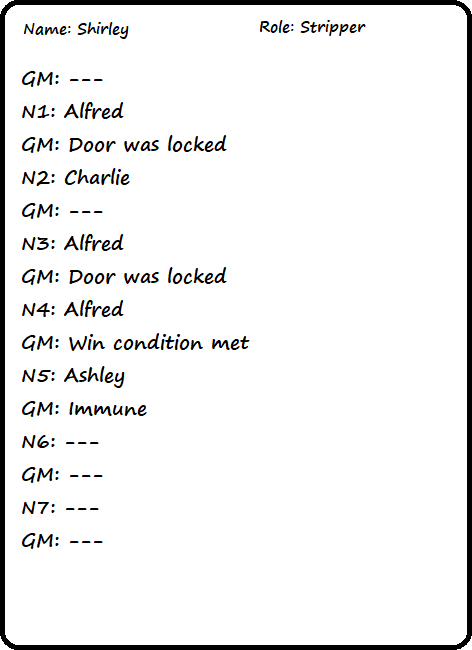 Name: Shirley Role: Stripper
GM: ---
N1: Alfred
GM: Door was locked
N2: Charlie
GM: ---
N3: Alfred
GM: Door was locked
N4: Alfred
GM: Win condition met
N5: Ashley
GM: Immune
N6: ---
GM: ---
N7: ---
GM: ---